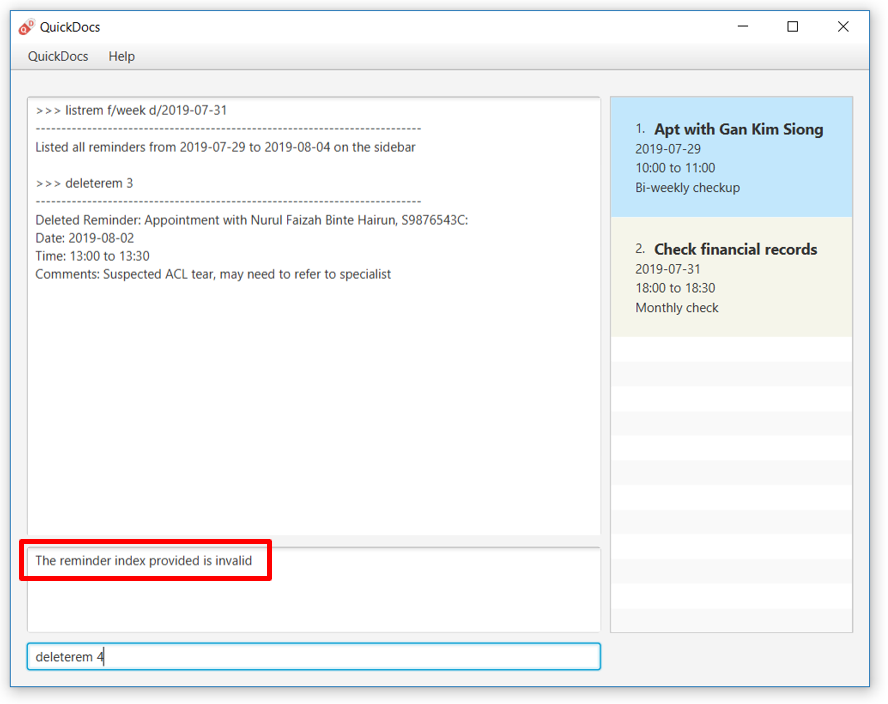 QuickDocs
QuickDocs Help
>>> listrem f/week d/2019-07-31
--------------------------------------------------------------------------
Listed all reminders from 2019-07-29 to 2019-08-04 on the sidebar
>>> deleterem 3
--------------------------------------------------------------------------
Deleted Reminder: Appointment with Nurul Faizah Binte Hairun, S9876543C:
Date: 2019-08-02
Time: 13:00 to 13:30
Comments: Suspected ACL tear, may need to refer to specialist
The reminder index provided is invalid
deleterem 4
1. Apt with Gan Kim Siong
2019-07-29
10:00 to 11:00
Bi-weekly checkup
2. Check financial records
2019-07-31
18:00 to 18:30
Monthly check